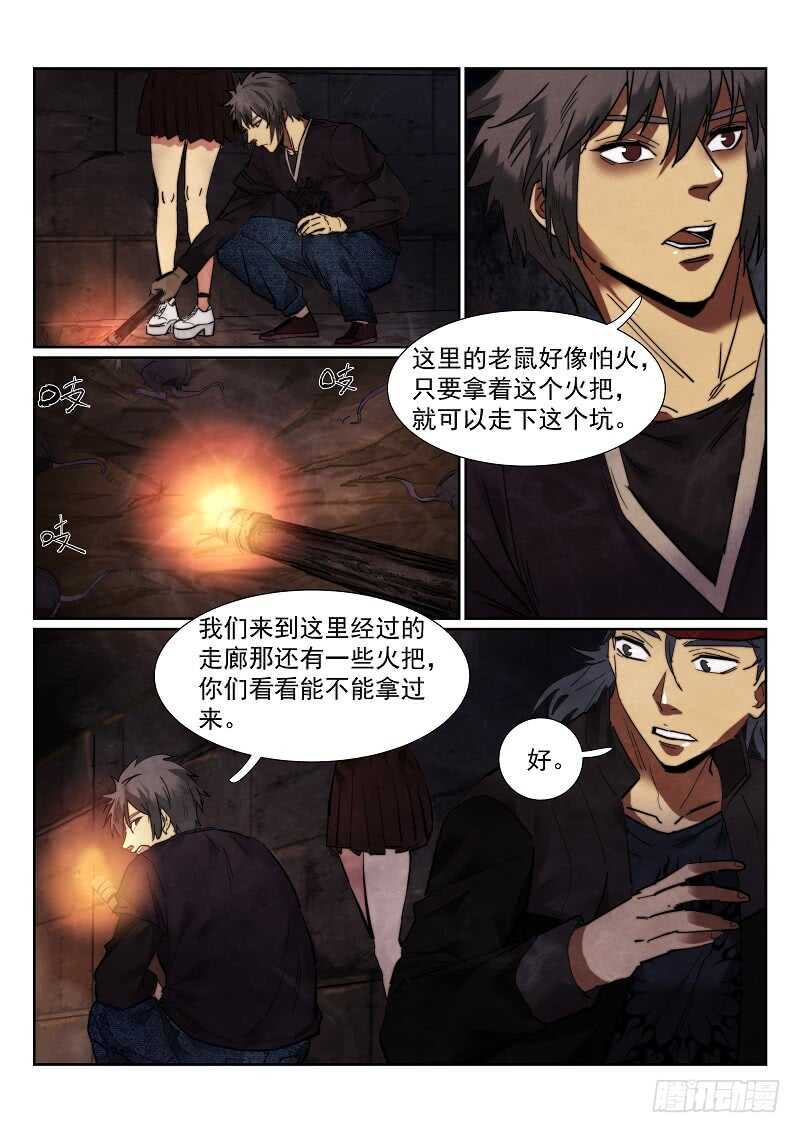 这里的老鼠好像怕火，
只要拿着这个火把，
就可以走下这个坑。
吱
吱
吱
我们来到这里经过的
走廊那还有一些火把，
你们看看能不能拿过
来。
好。
腾讯动漫